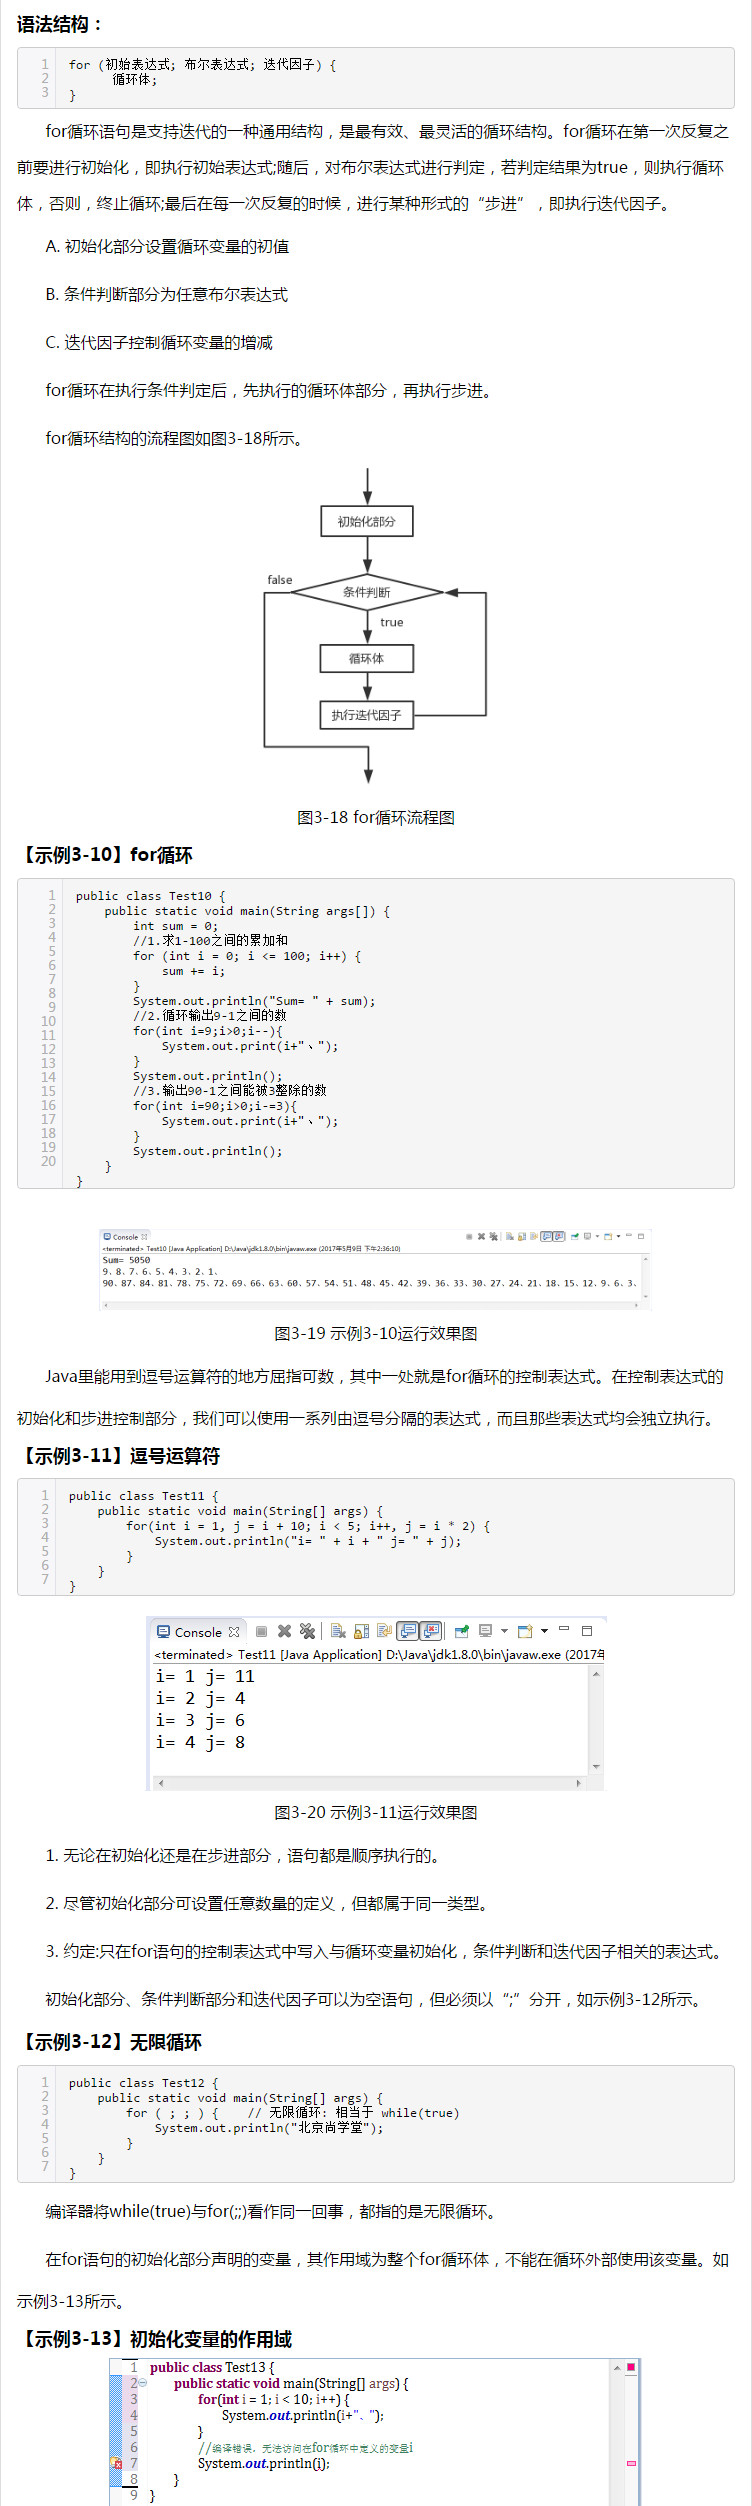 语法结构：
1 for (初始表达式; 布尔表达式; 迭代因子) {
2 循环体;
3 }
for循环语句是支持迭代的一种通用结构，是最有效、最灵活的循环结构。for循环在第一次反复之
前要进行初始化，即执行初始表达式;随后，对布尔表达式进行判定，若判定结果为true，则执行循环
体，否则，终止循环;最后在每一次反复的时候，进行某种形式的“步进”，即执行迭代因子。
A. 初始化部分设置循环变量的初值
B. 条件判断部分为任意布尔表达式
C. 迭代因子控制循环变量的增减
for循环在执行条件判定后，先执行的循环体部分，再执行步进。
for循环结构的流程图如图3-18所示。
初始化部分
false
条件判断
true
循环体
执行迭代因子
图3-18 for循环流程图
【示例3-10】for循环
1 public class Test10 {
2 public static void main(String args[]) {
3 int sum = 0;
4 //1.求1-100之间的累加和
5 for (int i = 0; i <= 100; i++) {
6 sum += i;
7 }
8 System.out.println("Sum= " + sum);
9 //2.循环输出9-1之间的数
10 for(int i=9;i>0;i--){
11 System.out.print(i+"、");
12 }
13 System.out.println();
14 //3.输出90-1之间能被3整除的数
15 for(int i=90;i>0;i-=3){
16 System.out.print(i+"、");
17 }
18 System.out.println();
19 }
20 }
Console
<terminated> Test10 [Java Application] D:\Java\jdk1.8.0\bin\javaw.exe (2017年5月9日 下午2:36:10)
Sum= 5050
9、8、7、6、5、4、3、2、1、
90、87、84、81、78、75、72、69、66、63、60、57、54、51、48、45、42、39、36、33、30、27、24、21、18、15、12、9、6、3、
图3-19 示例3-10运行效果图
Java里能用到逗号运算符的地方屈指可数，其中一处就是for循环的控制表达式。在控制表达式的
初始化和步进控制部分，我们可以使用一系列由逗号分隔的表达式，而且那些表达式均会独立执行。
【示例3-11】逗号运算符
1 public class Test11 {
2 public static void main(String[] args) {
3 for(int i = 1, j = i + 10; i < 5; i++, j = i * 2) {
4 System.out.println("i= " + i + " j= " + j);
5 }
6 }
7 }
Console
<terminated> Test11 [Java Application] D:\Java\jdk1.8.0\bin\javaw.exe (2017年
i= 1 j= 11
i= 2 j= 4
i= 3 j= 6
i= 4 j= 8
图3-20 示例3-11运行效果图
1. 无论在初始化还是在步进部分，语句都是顺序执行的。
2. 尽管初始化部分可设置任意数量的定义，但都属于同一类型。
3. 约定:只在for语句的控制表达式中写入与循环变量初始化，条件判断和迭代因子相关的表达式。
初始化部分、条件判断部分和迭代因子可以为空语句，但必须以“;”分开，如示例3-12所示。
【示例3-12】无限循环
1 public class Test12 {
2 public static void main(String[] args) {
3 for ( ; ; ) { // 无限循环: 相当于 while(true)
4 System.out.println("北京尚学堂");
5 }
6 }
7 }
编译器将while(true)与for(;;)看作同一回事，都指的是无限循环。
在for语句的初始化部分声明的变量，其作用域为整个for循环体，不能在循环外部使用该变量。如
示例3-13所示。
【示例3-13】初始化变量的作用域
1 public class Test13 {
2 public static void main(String[] args) {
3 for(int i = 1; i < 10; i++) {
4 System.out.println(i+"、");
5 }
6 //编译错误，无法访问在for循环中定义的变量i
7 System.out.println(i);
8 }
9 }